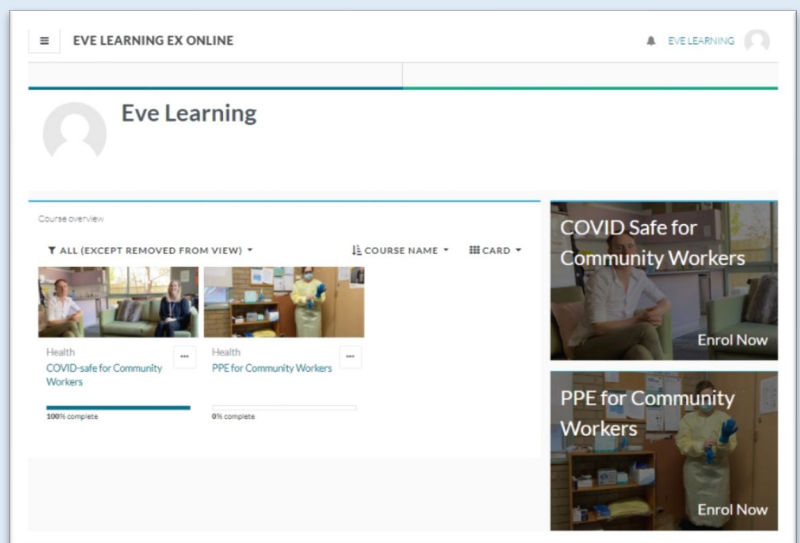 EVE LEARNING EX ONLINE
EVE LEARNING
Eve Learning
Course overview
ALL (EXCEPT REMOVED FROM VIEW)
COURSE NAME
CARD
Health
COVID-safe for Community
Workers
100% complete
Health
PPE for Community Workers
0% complete
COVID Safe for
Community Workers
Enrol Now
PPE for Community
Workers
Enrol Now